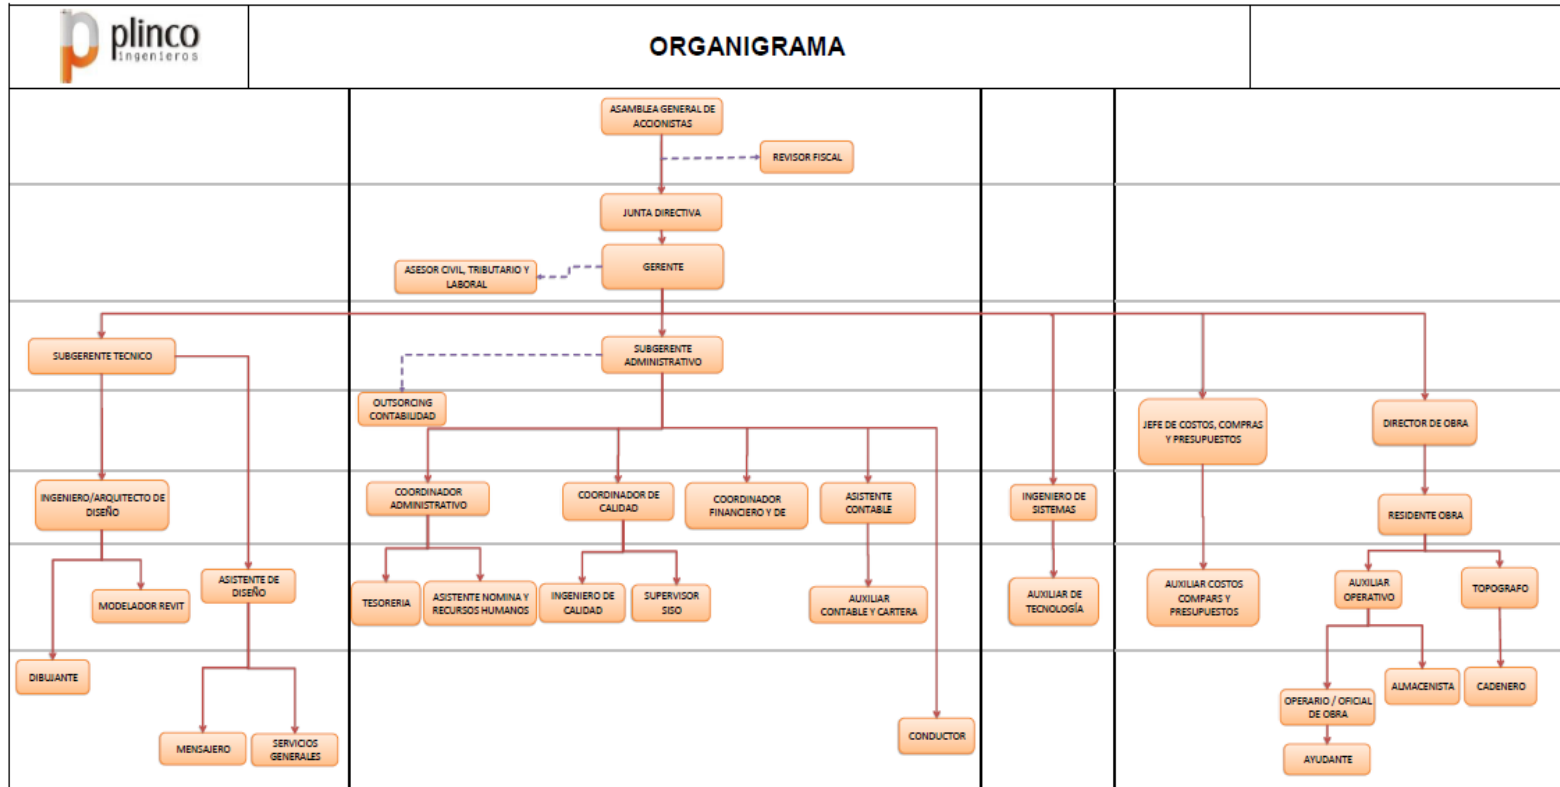 plinco
ingenieros
ORGANIGRAMA
ASAMBLEA GENERAL DE
ACCIONISTAS
REVISOR FISCAL
JUNTA DIRECTIVA
GERENTE
ASESOR CIVIL, TRIBUTARIO Y
LABORAL
SUBGERENTE TECNICO
SUBGERENTE
ADMINISTRATIVO
OUTSORCING
CONTABILIDAD
JEFE DE COSTOS, COMPRAS
Y PRESUPUESTOS
DIRECTOR DE OBRA
INGENIERO/ARQUITECTO DE
DISEÑO
COORDINADOR
ADMINISTRATIVO
COORDINADOR DE
CALIDAD
COORDINADOR
FINANCIERO Y DE
ASISTENTE
CONTABLE
INGENIERO DE
SISTEMAS
RESIDENTE OBRA
MODELADOR REVIT
ASISTENTE DE
DISEÑO
TESORERIA
ASISTENTE NOMINA Y
RECURSOS HUMANOS
INGENIERO DE
CALIDAD
SUPERVISOR
SISO
AUXILIAR
CONTABLE Y CARTERA
AUXILIAR DE
TECNOLOGÍA
AUXILIAR COSTOS
COMPARS Y
PRESUPUESTOS
AUXILIAR
OPERATIVO
TOPOGRAFO
DIBUJANTE
ALMACENISTA
CADENERO
OPERARIO / OFICIAL
DE OBRA
MENSAJERO
SERVICIOS
GENERALES
CONDUCTOR
AYUDANTE